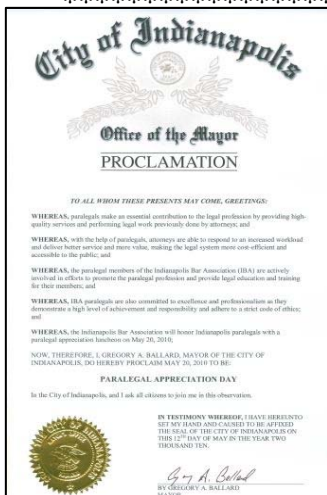 City of Indianapolis
Office of the Mayor
PROCLAMATION
TO ALL WHOM THESE PRESENTS MAY COME, GREETINGS:
WHEREAS, paralegals make an essential contribution to the legal profession by providing high-
quality services and performing legal work previously done by attorneys; and
WHEREAS, with the help of paralegals, attorneys are able to respond to an increased workload
and deliver better service and more value, making the legal system more cost-efficient and
accessible to the public; and
WHEREAS, the paralegal members of the Indianapolis Bar Association (IBA) are actively
involved in efforts to promote the paralegal profession and provide legal education and training
for their members; and
WHEREAS, IBA paralegals are also committed to excellence and professionalism as they
demonstrate a high level of achievement and responsibility and adhere to a strict code of ethics;
and
WHEREAS, the Indianapolis Bar Association will honor Indianapolis paralegals with a
paralegal appreciation luncheon on May 20, 2010;
NOW, THEREFORE, I, GREGORY A. BALLARD, MAYOR OF THE CITY OF
INDIANAPOLIS, DO HEREBY PROCLAIM MAY 20, 2010 TO BE:
PARALEGAL APPRECIATION DAY
In the City of Indianapolis, and I ask all citizens to join me in this observation.
IN TESTIMONY WHEREOF, I HAVE HEREUNTO
SET MY HAND AND CAUSED TO BE AFFIXED
THE SEAL OF THE CITY OF INDIANAPOLIS ON
THIS 12TH DAY OF MAY IN THE YEAR TWO
THOUSAND TEN.
Greg A. Ballard
BY GREGORY A. BALLARD
MAYOR